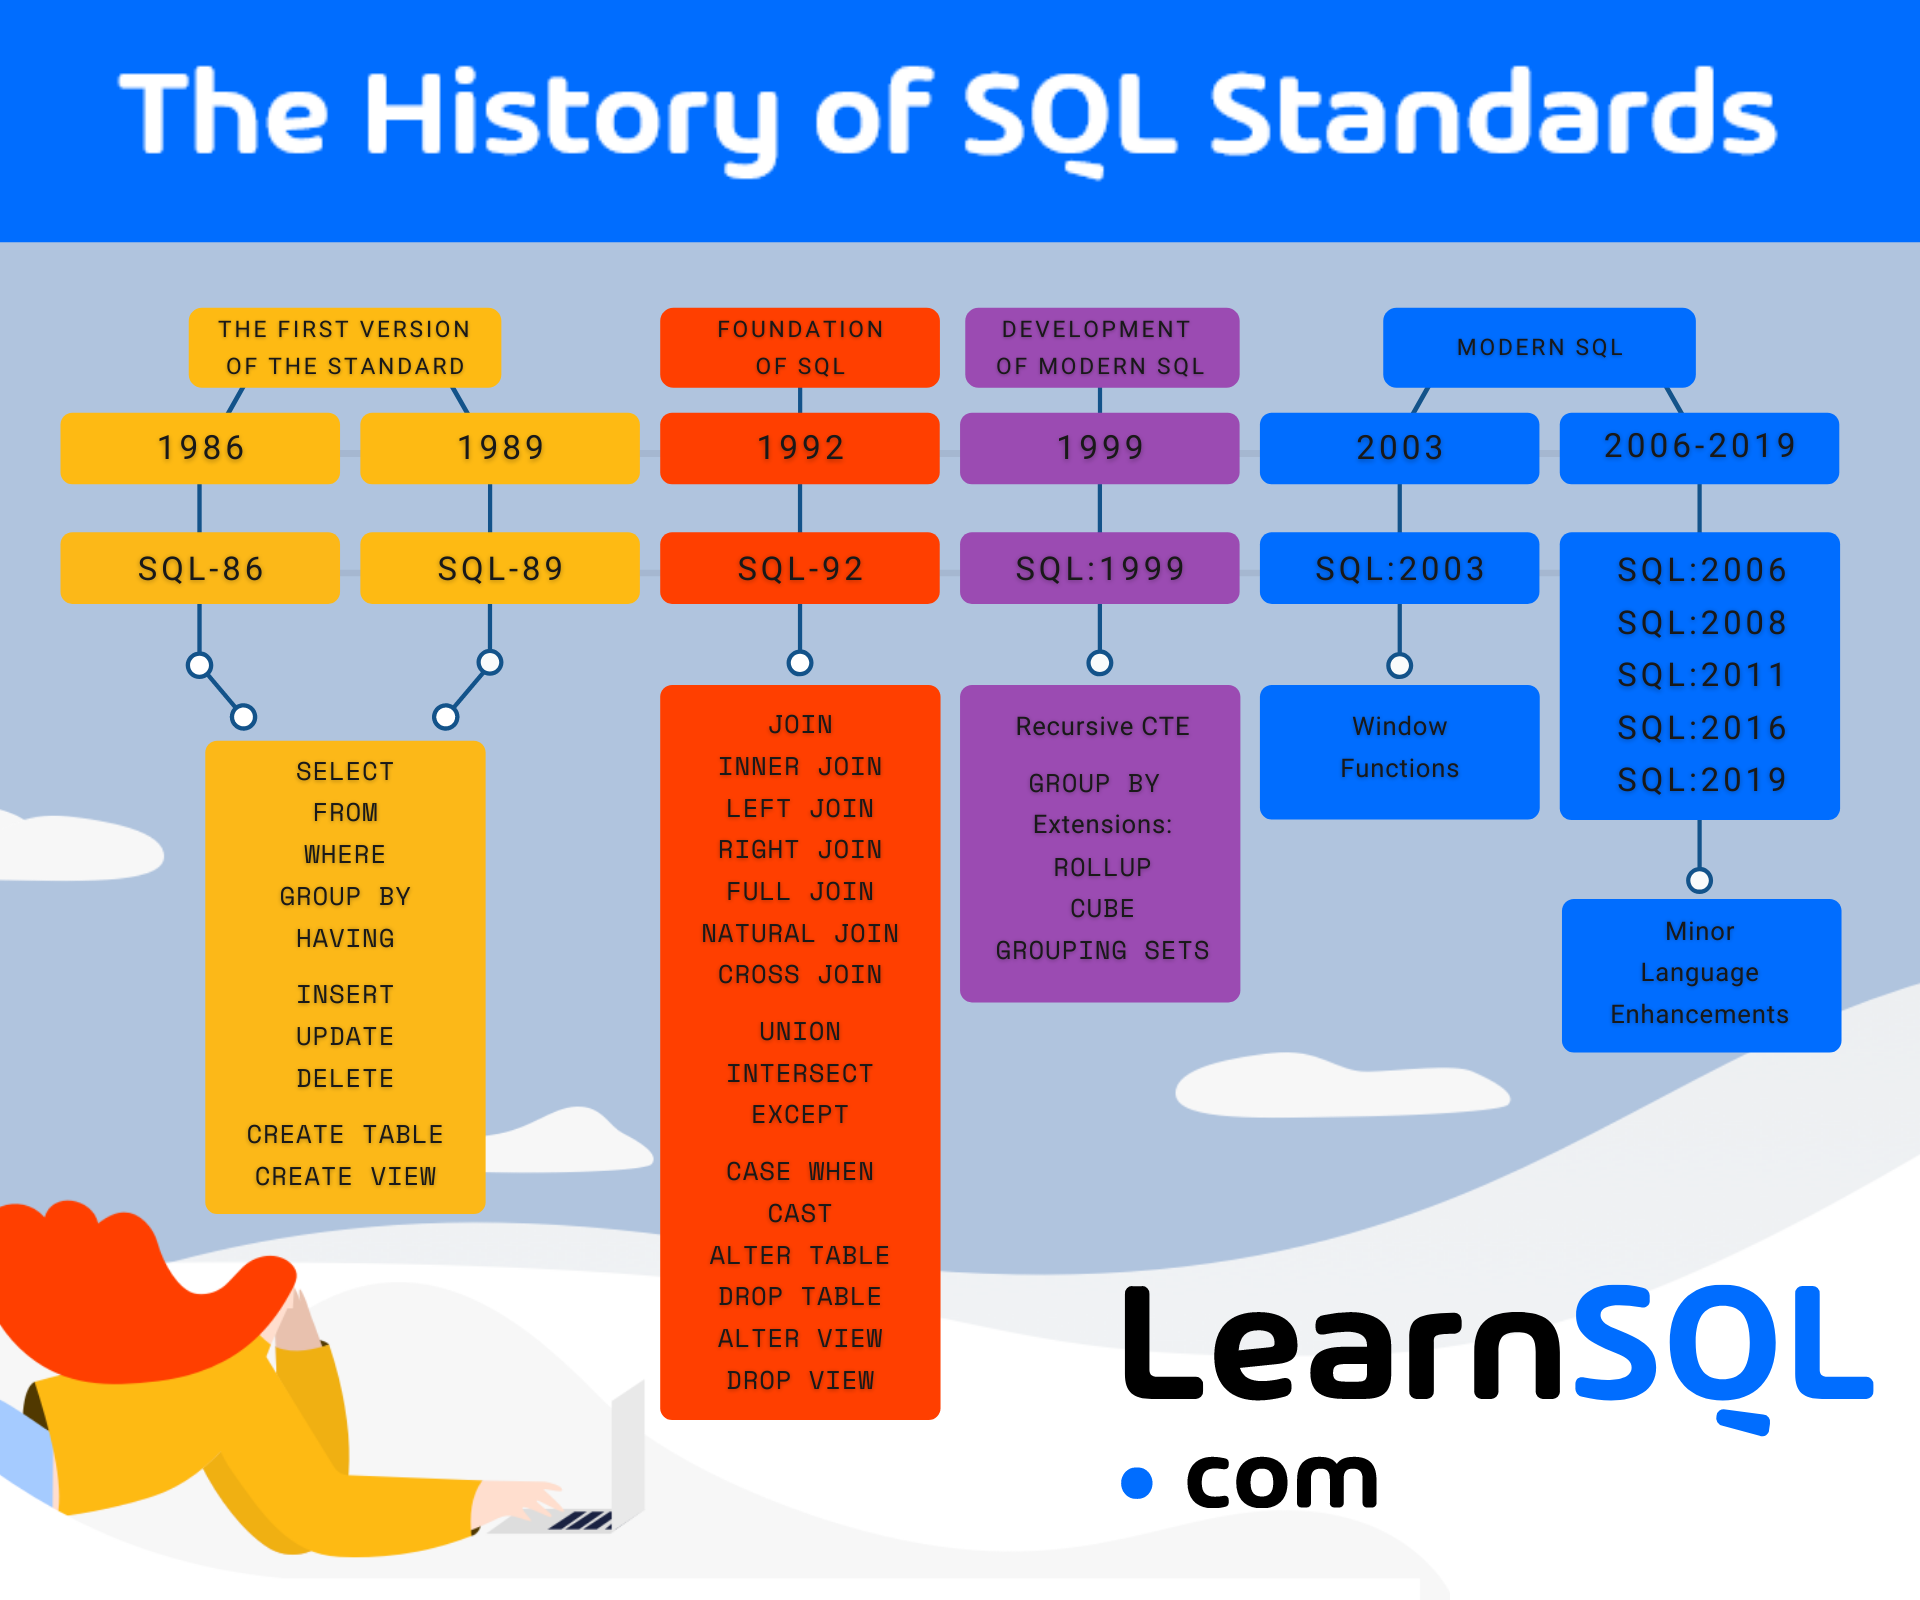 The History of SQL Standards
THE FIRST VERSION
OF THE STANDARD
1986
1989
SQL-86
SQL-89
SELECT
FROM
WHERE
GROUP BY
HAVING
INSERT
UPDATE
DELETE
CREATE TABLE
CREATE VIEW
FOUNDATION
OF SQL
1992
SQL-92
JOIN
INNER JOIN
LEFT JOIN
RIGHT JOIN
FULL JOIN
NATURAL JOIN
CROSS JOIN
UNION
INTERSECT
EXCEPT
CASE WHEN
CAST
ALTER TABLE
DROP TABLE
ALTER VIEW
DROP VIEW
DEVELOPMENT
OF MODERN SQL
1999
SQL:1999
Recursive CTE
GROUP BY
Extensions:
ROLLUP
CUBE
GROUPING SETS
MODERN SQL
2003
SQL:2003
Window
Functions
2006-2019
SQL:2006
SQL:2008
SQL:2011
SQL:2016
SQL:2019
Minor
Language
Enhancements
LearnSQL
.com